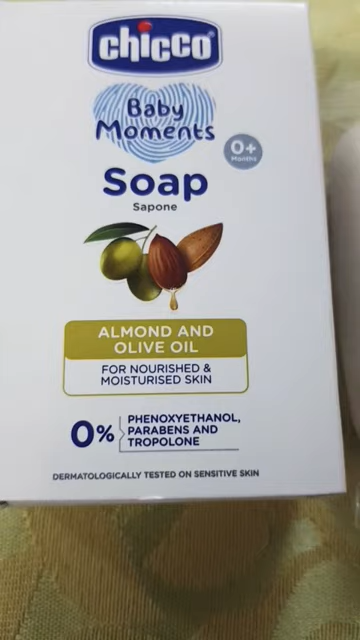 chicco
Baby
Moments
0+
Months
Soap
Sapone
ALMOND AND
OLIVE OIL
FOR NOURISHED &
MOISTURISED SKIN
0%
PHENOXYETHANOL,
PARABENS AND
TROPOLONE
DERMATOLOGICALLY TESTED ON SENSITIVE SKIN